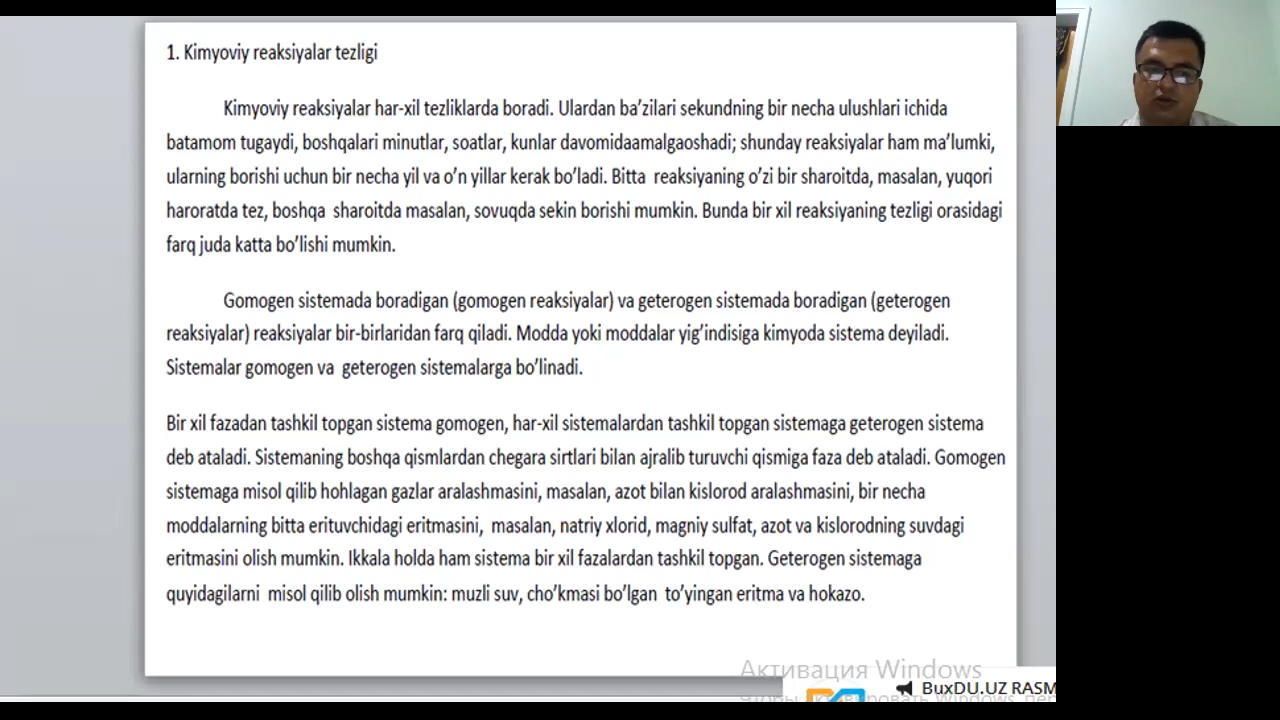 1. Kimyoviy reaksiyalar tezligi
Kimyoviy reaksiyalar har-xil tezliklarda boradi. Ulardan ba’zilari sekundning bir necha ulushlari ichida
batamom tugaydi, boshqalari minutlar, soatlar, kunlar davomidaamalgaoshadi; shunday reaksiyalar ham ma’lumki,
ularning borishi uchun bir necha yil va o’n yillar kerak bo’ladi. Bitta reaksiyaning o’zi bir sharoitda, masalan, yuqori
haroratda tez, boshqa sharoitda masalan, sovuqda sekin borishi mumkin. Bunda bir xil reaksiyaning tezligi orasidagi
farq juda katta bo’lishi mumkin.
Gomogen sistemada boradigan (gomogen reaksiyalar) va geterogen sistemada boradigan (geterogen
reaksiyalar) reaksiyalar bir-birlaridan farq qiladi. Modda yoki moddalar yig’indisiga kimyoda sistema deyiladi.
Sistemalar gomogen va geterogen sistemalarga bo’linadi.
Bir xil fazadan tashkil topgan sistema gomogen, har-xil sistemalardan tashkil topgan sistemaga geterogen sistema
deb ataladi. Sistemaning boshqa qismlardan chegara sirtlari bilan ajralib turuvchi qismiga faza deb ataladi. Gomogen
sistemaga misol qilib hohlagan gazlar aralashmasini, masalan, azot bilan kislorod aralashmasini, bir necha
moddalarning bitta erituvchidagi eritmasini, masalan, natriy xlorid, magniy sulfat, azot va kislorodning suvdagi
eritmasini olish mumkin. Ikkala holda ham sistema bir xil fazalardan tashkil topgan. Geterogen sistemaga
quyidagilarni misol qilib olish mumkin: muzli suv, cho’kmasi bo’lgan to’yingan eritma va hokazo.
Активация Windows
BuxDU.UZ RASM